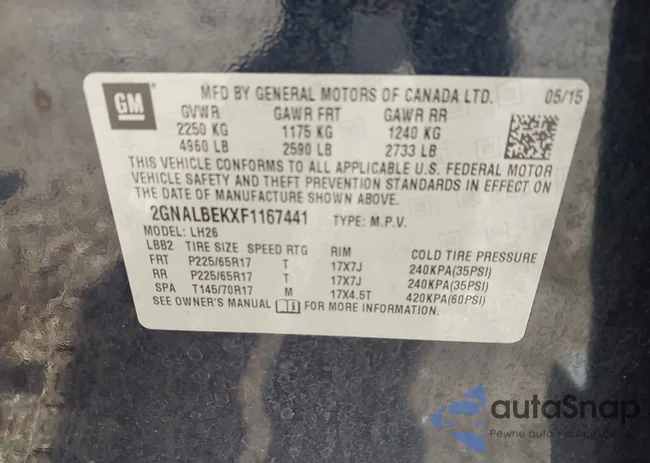 GM
MFD BY GENERAL MOTORS OF CANADA LTD. 05/15
GVWR GAWR FRT GAWR RR
2250 KG 1175 KG 1240 KG
4960 LB 2590 LB 2733 LB
THIS VEHICLE CONFORMS TO ALL APPLICABLE U.S. FEDERAL MOTOR
VEHICLE SAFETY AND THEFT PREVENTION STANDARDS IN EFFECT ON THE
DATE OF MANUFACTURE SHOWN ABOVE.
2GNALBEKXF1167441 TYPE: M.P.V.
MODEL: LH26
LBB2 TIRE SIZE SPEED RTG RIM COLD TIRE PRESSURE
FRT P225/65R17 T 17X7J 240KPA(35PSI)
RR P225/65R17 T 17X7J 240KPA(35PSI)
SPA T145/70R17 M 17X4.5T 420KPA(60PSI)
SEE OWNER'S MANUAL FOR MORE INFORMATION.
autaSnap
Pewne auto na